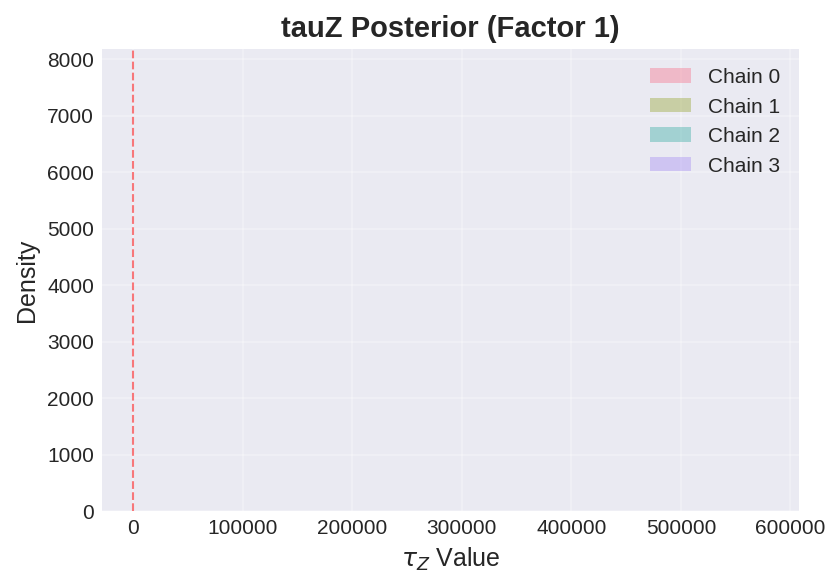 tauZ Posterior (Factor 1)
Chain 0
Chain 1
Chain 2
Chain 3
8000
7000
6000
5000
4000
3000
2000
1000
0
Density
0 100000 200000 300000 400000 500000 600000
τZ Value